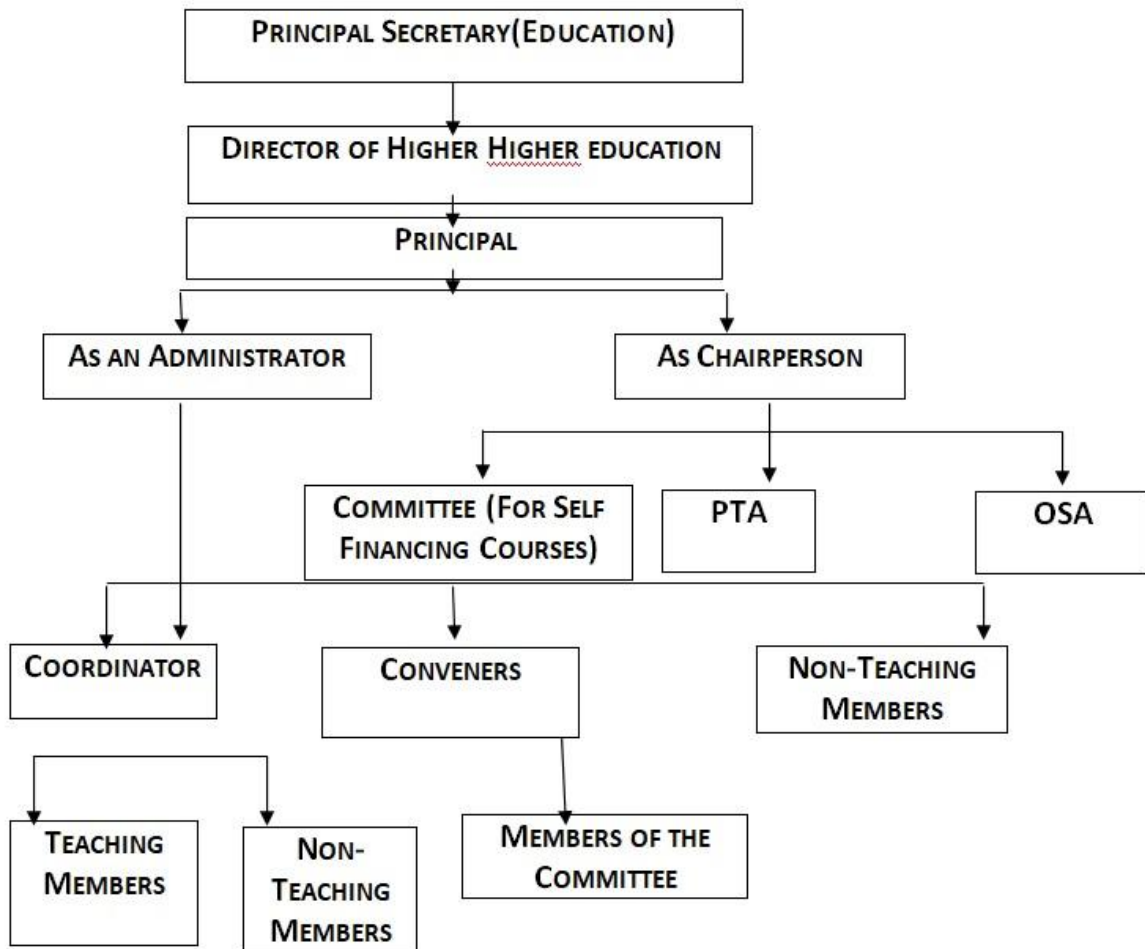 PRINCIPAL SECRETARY(EDUCATION)
DIRECTOR OF HIGHER HIGHER EDUCATION
PRINCIPAL
AS AN ADMINISTRATOR
AS CHAIRPERSON
COMMITTEE (FOR SELF
FINANCING COURSES)
PTA
OSA
COORDINATOR
CONVENERS
NON-TEACHING
MEMBERS
TEACHING
MEMBERS
NON-
TEACHING
MEMBERS
MEMBERS OF THE
COMMITTEE